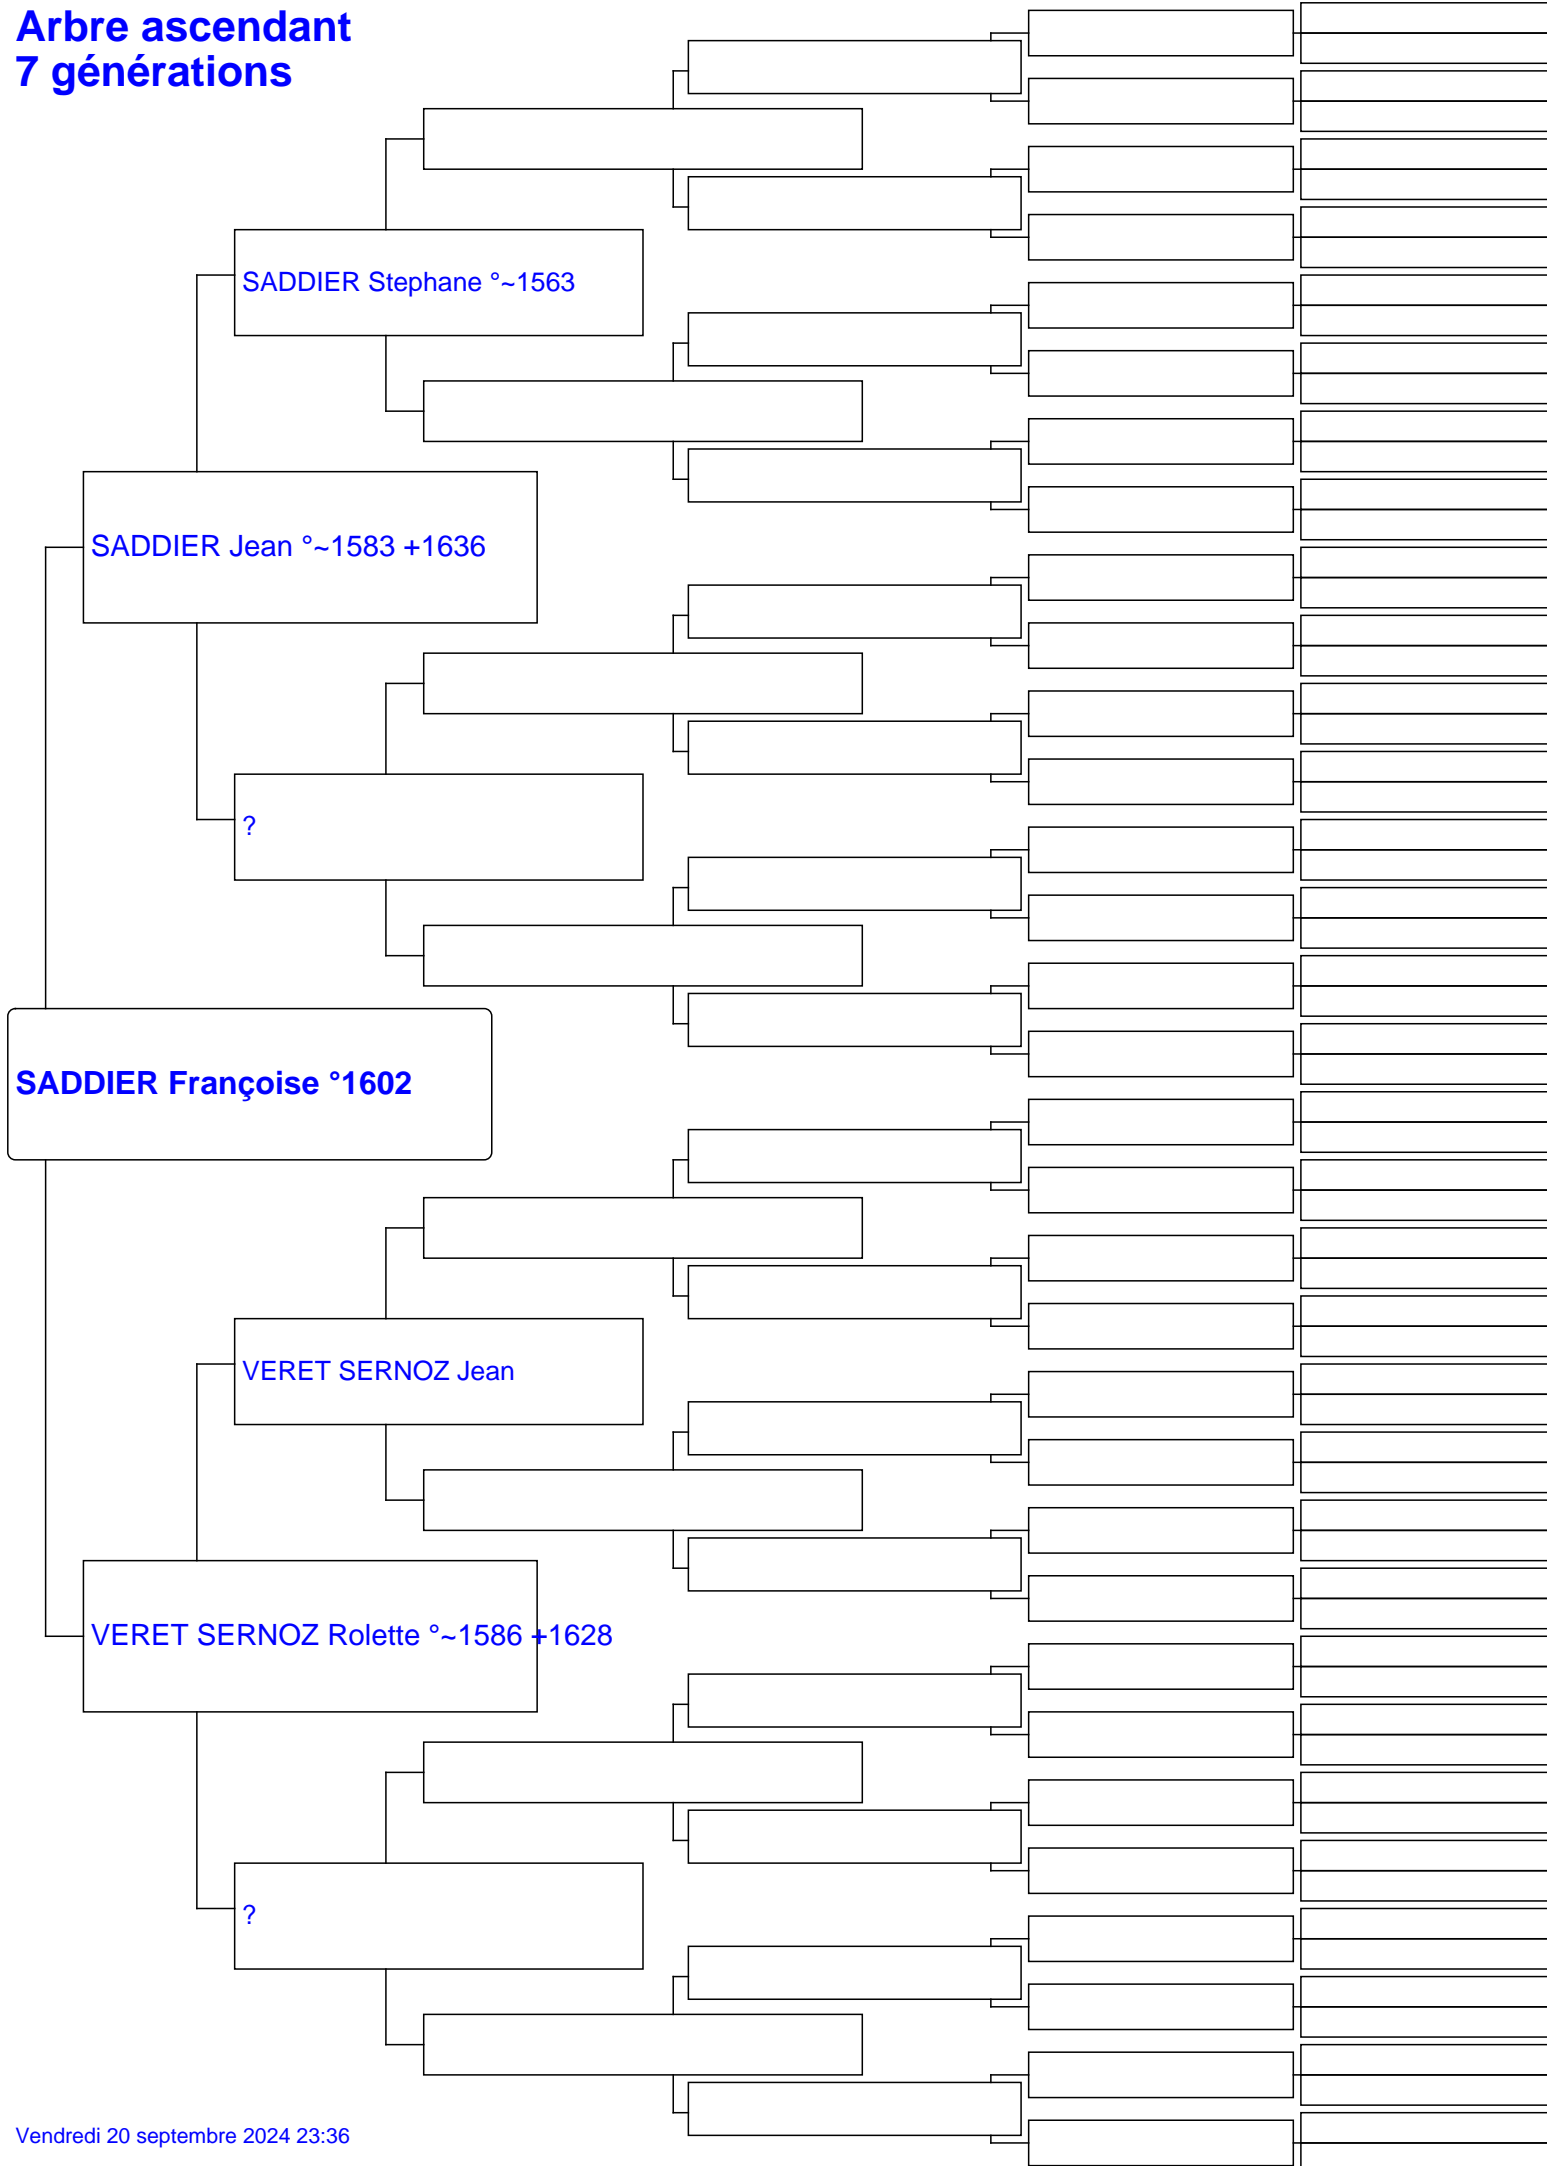 Arbre ascendant
7 générations
SADDIER Stephane °~1563
SADDIER Jean °~1583 +1636
?
SADDIER Françoise °1602
VERET SERNOZ Jean
VERET SERNOZ Rolette °~1586 +1628
?
Vendredi 20 septembre 2024 23:36